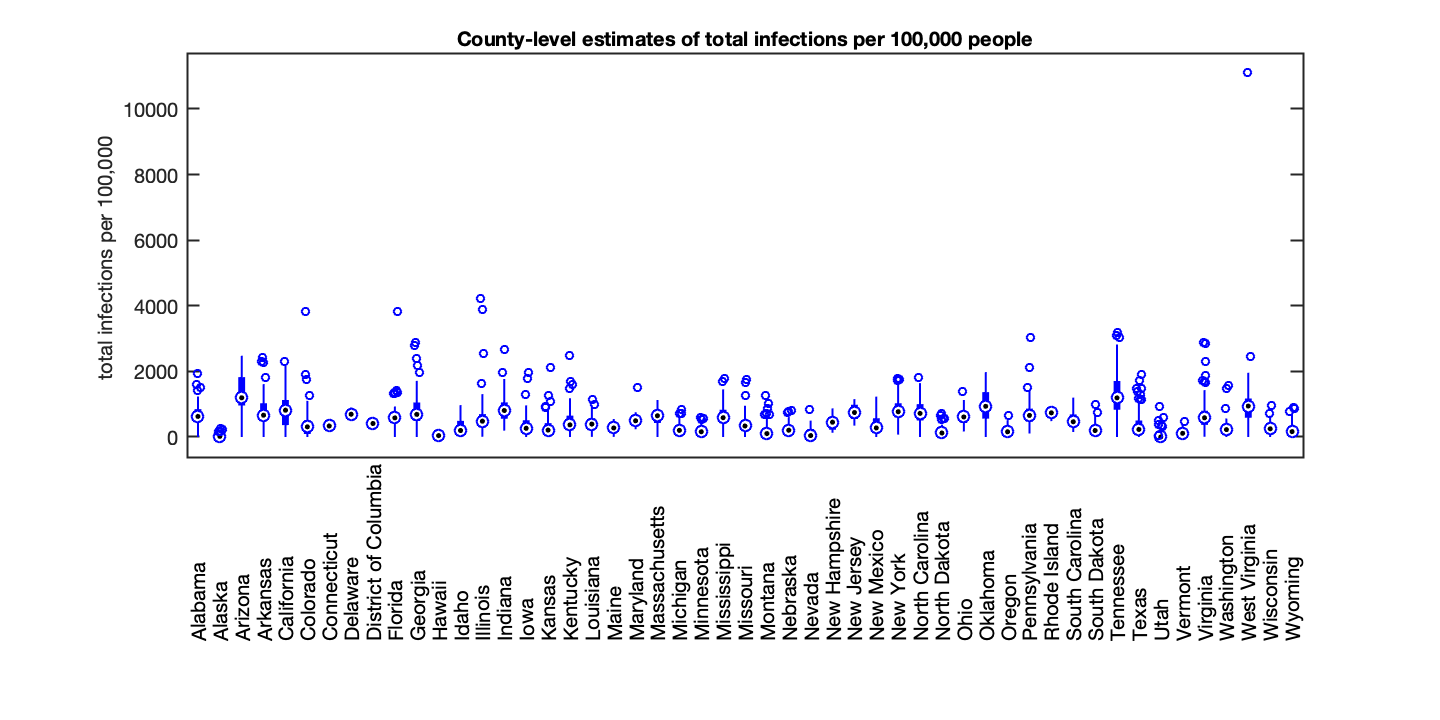 County-level estimates of total infections per 100,000 people
total infections per 100,000
10000
8000
6000
4000
2000
0
Alabama
Alaska
Arizona
Arkansas
California
Colorado
Connecticut
Delaware
District of Columbia
Florida
Georgia
Hawaii
Idaho
Illinois
Indiana
Iowa
Kansas
Kentucky
Louisiana
Maine
Maryland
Massachusetts
Michigan
Minnesota
Mississippi
Missouri
Montana
Nebraska
Nevada
New Hampshire
New Jersey
New Mexico
New York
North Carolina
North Dakota
Ohio
Oklahoma
Oregon
Pennsylvania
Rhode Island
South Carolina
South Dakota
Tennessee
Texas
Utah
Vermont
Virginia
Washington
West Virginia
Wisconsin
Wyoming